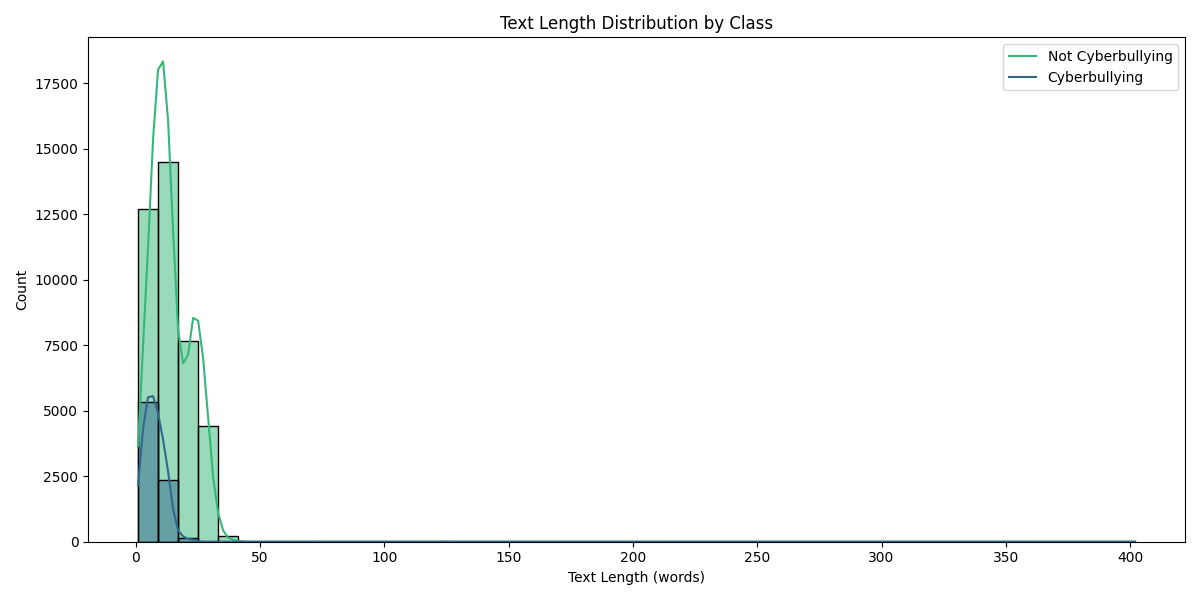 Text Length Distribution by Class
Not Cyberbullying
Cyberbullying
17500
15000
12500
10000
7500
5000
2500
0
Count
0 50 100 150 200 250 300 350 400
Text Length (words)